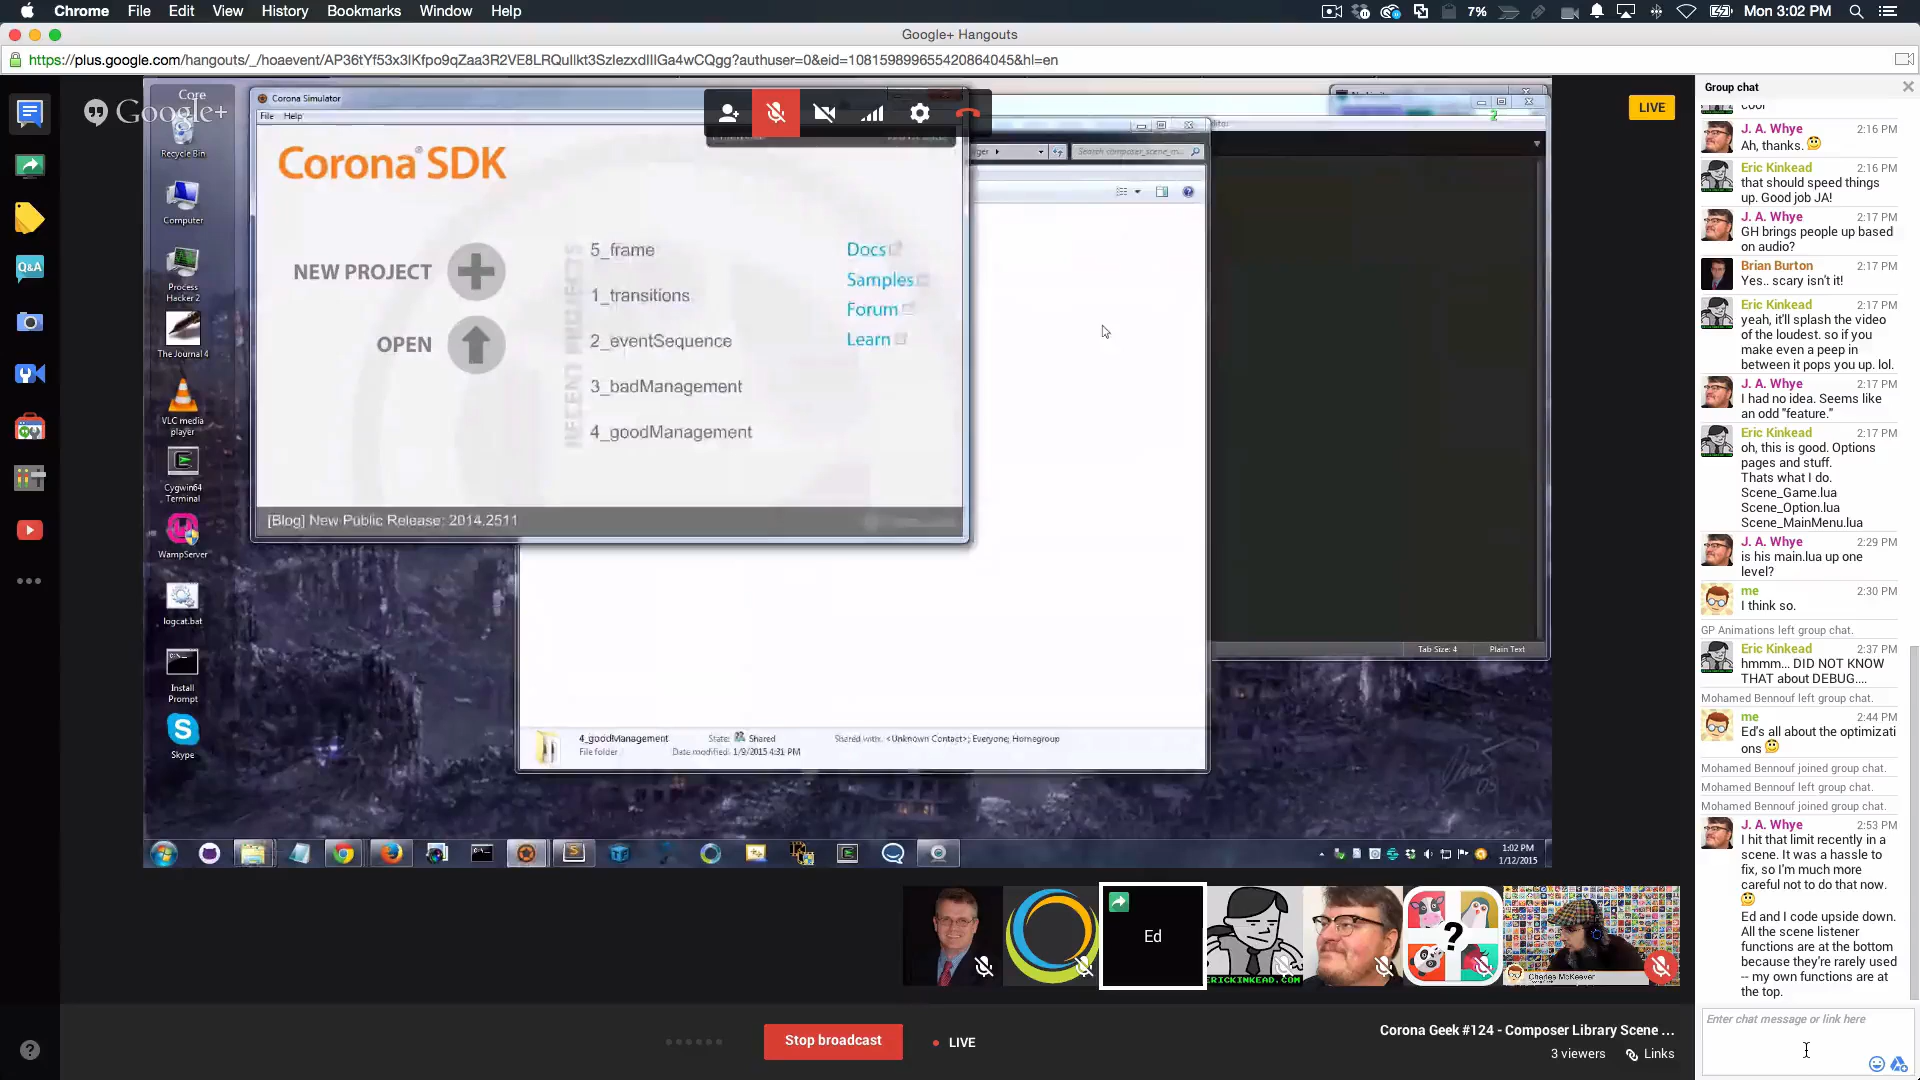 Chrome File Edit View History Bookmarks Window Help
7% Mon 3:02 PM
Google+ Hangouts
https://plus.google.com/hangouts/_/hoaevent/AP36tYf53x3IKfpo9qZaa3R2VE8LRQuIlkt3SzIezxdIIIGa4wCQgg?authuser=0&eid=108159899655420864045&hl=en
Google+
LIVE
Core
Recycle Bin
Computer
Process
Hacker 2
The Journal 4
VLC media
player
Cygwin64
Terminal
WampServer
logcat.bat
Install
Prompt
Skype
Corona Simulator
File Help
Corona SDK
NEW PROJECT
OPEN
RECENT PROJECTS
5_frame
1_transitions
2_eventSequence
3_badManagement
4_goodManagement
Docs
Samples
Forum
Learn
[Blog] New Public Release: 2014.2511
Search composer_scene_m...
Tab Size: 4 Plain Text
4_goodManagement State: Shared Shared with: <Unknown Contact>; Everyone; Homegroup
File folder Date modified: 1/9/2015 4:31 PM
1:02 PM
1/12/2015
Ed
ERICKINKEAD.COM
?
Charles McKeever
Stop broadcast
LIVE
Corona Geek #124 - Composer Library Scene ...
3 viewers Links
Group chat
cool
J. A. Whye 2:16 PM
Ah, thanks.
Eric Kinkead 2:16 PM
that should speed things
up. Good job JA!
J. A. Whye 2:17 PM
GH brings people up based
on audio?
Brian Burton 2:17 PM
Yes.. scary isn't it!
Eric Kinkead 2:17 PM
yeah, it'll splash the video
of the loudest. so if you
make even a peep in
between it pops you up. lol.
J. A. Whye 2:17 PM
I had no idea. Seems like
an odd "feature."
Eric Kinkead 2:17 PM
oh, this is good. Options
pages and stuff.
Thats what I do.
Scene_Game.lua
Scene_Option.lua
Scene_MainMenu.lua
J. A. Whye 2:29 PM
is his main.lua up one
level?
me 2:30 PM
I think so.
GP Animations left group chat.
Eric Kinkead 2:37 PM
hmmm... DID NOT KNOW
THAT about DEBUG....
Mohamed Bennouf left group chat.
me 2:44 PM
Ed's all about the optimizati
ons
Mohamed Bennouf joined group chat.
Mohamed Bennouf left group chat.
Mohamed Bennouf joined group chat.
J. A. Whye 2:53 PM
I hit that limit recently in a
scene. It was a hassle to
fix, so I'm much more
careful not to do that now.
Ed and I code upside down.
All the scene listener
functions are at the bottom
because they're rarely used
-- my own functions are at
the top.
Enter chat message or link here
Q&A